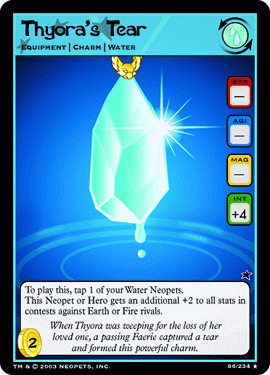 Thyora's Tear
Equipment | Charm | Water
STR
—
AGI
—
MAG
—
INT
+4
To play this, tap 1 of your Water Neopets.
This Neopet or Hero gets an additional +2 to all stats in
contests against Earth or Fire rivals.
When Thyora was weeping for the loss of her
loved one, a passing Faerie captured a tear
and formed this powerful charm.
2
TM & © 2003 NEOPETS, INC.
86/234 ★